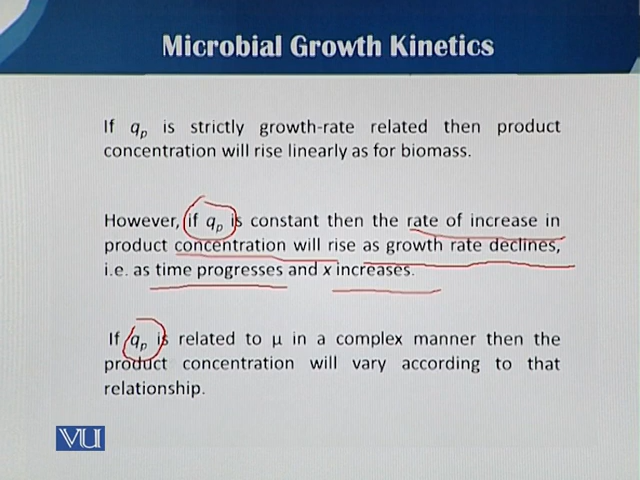 Microbial Growth Kinetics
If qp is strictly growth-rate related then product
concentration will rise linearly as for biomass.
However, if qp is constant then the rate of increase in
product concentration will rise as growth rate declines,
i.e. as time progresses and x increases.
If qp is related to μ in a complex manner then the
product concentration will vary according to that
relationship.
VU